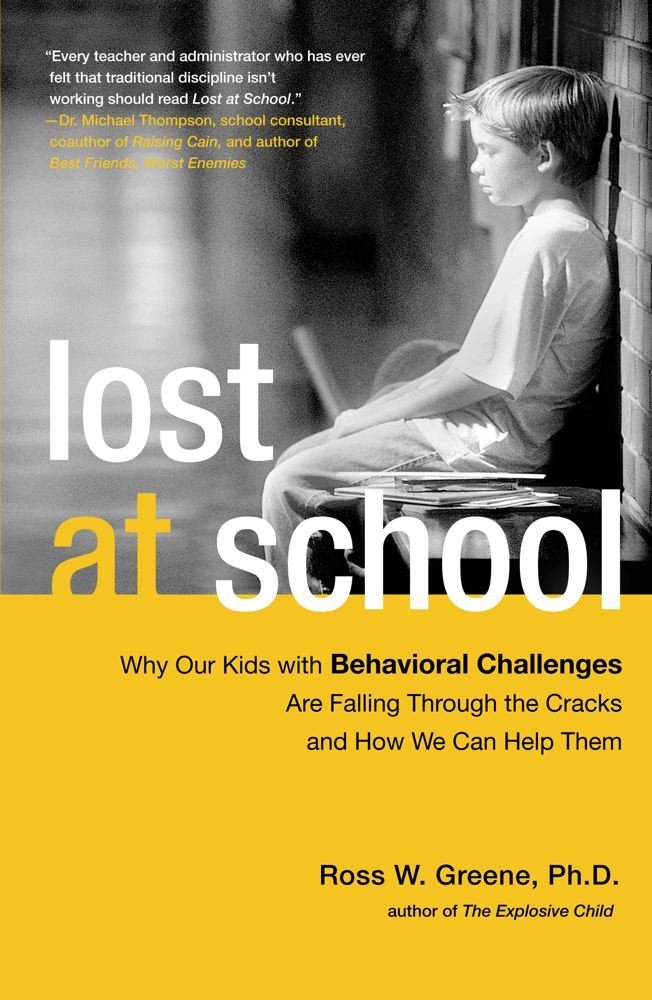 “Every teacher and administrator who has ever
felt that traditional discipline isn’t
working should read Lost at School.”
—Dr. Michael Thompson, school consultant,
coauthor of Raising Cain, and author of
Best Friends, Worst Enemies
lost
at school
Why Our Kids with Behavioral Challenges
Are Falling Through the Cracks
and How We Can Help Them
Ross W. Greene, Ph.D.
author of The Explosive Child